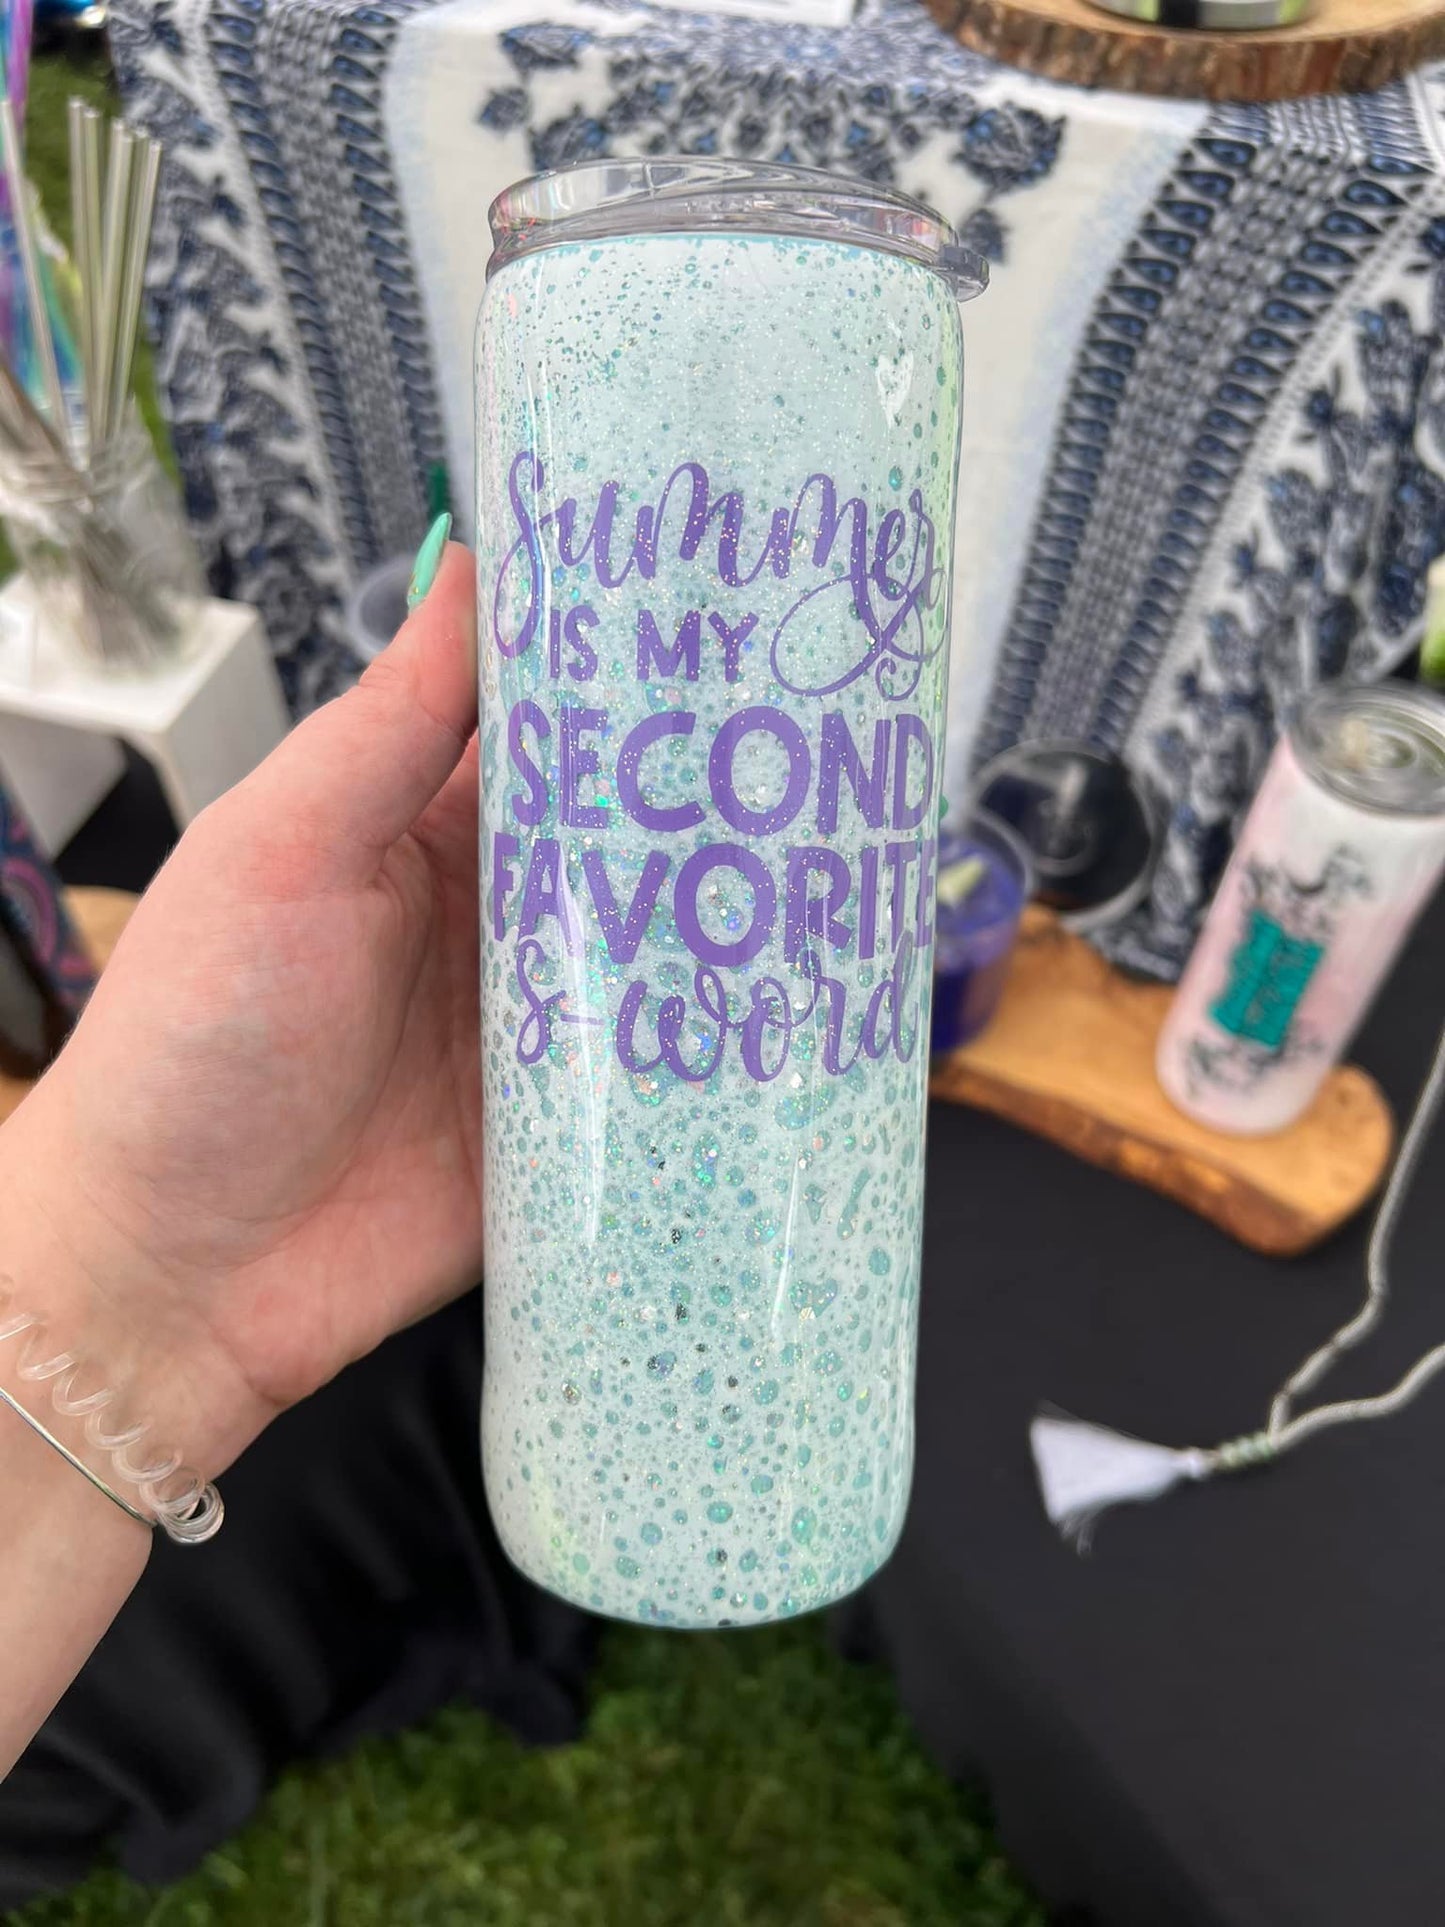 Summer
IS MY
SECOND
FAVORITE
S-word